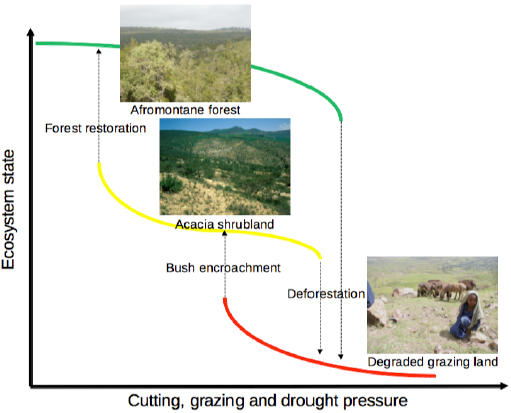 Afromontane forest
Forest restoration
Acacia shrubland
Bush encroachment
Deforestation
Degraded grazing land
Ecosystem state
Cutting, grazing and drought pressure